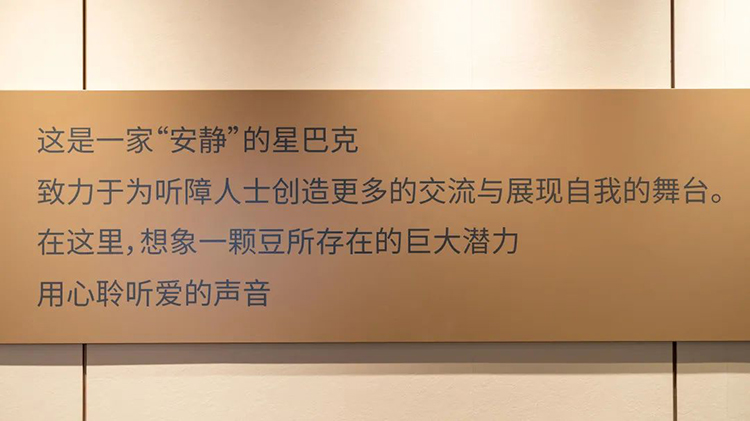 这是一家“安静”的星巴克
致力于为听障人士创造更多的交流与展现自我的舞台。
在这里，想象一颗豆所存在的巨大潜力
用心聆听爱的声音